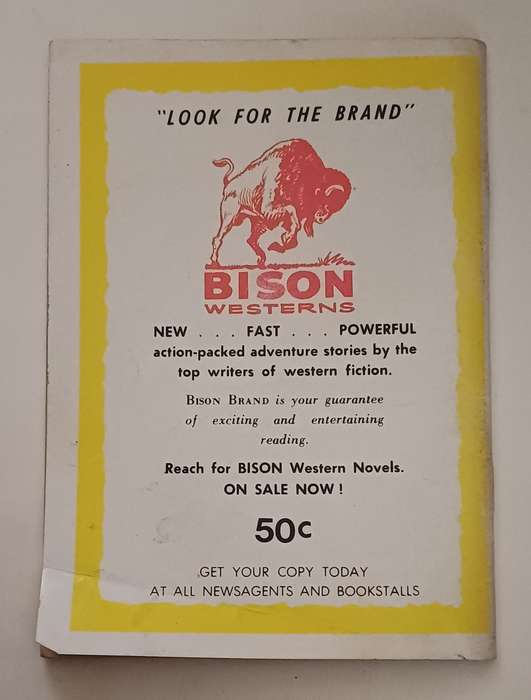 "LOOK FOR THE BRAND"
BISON
WESTERNS
NEW . . . FAST . . . POWERFUL
action-packed adventure stories by the
top writers of western fiction.
BISON BRAND is your guarantee
of exciting and entertaining
reading.
Reach for BISON Western Novels.
ON SALE NOW !
50c
GET YOUR COPY TODAY
AT ALL NEWSAGENTS AND BOOKSTALLS